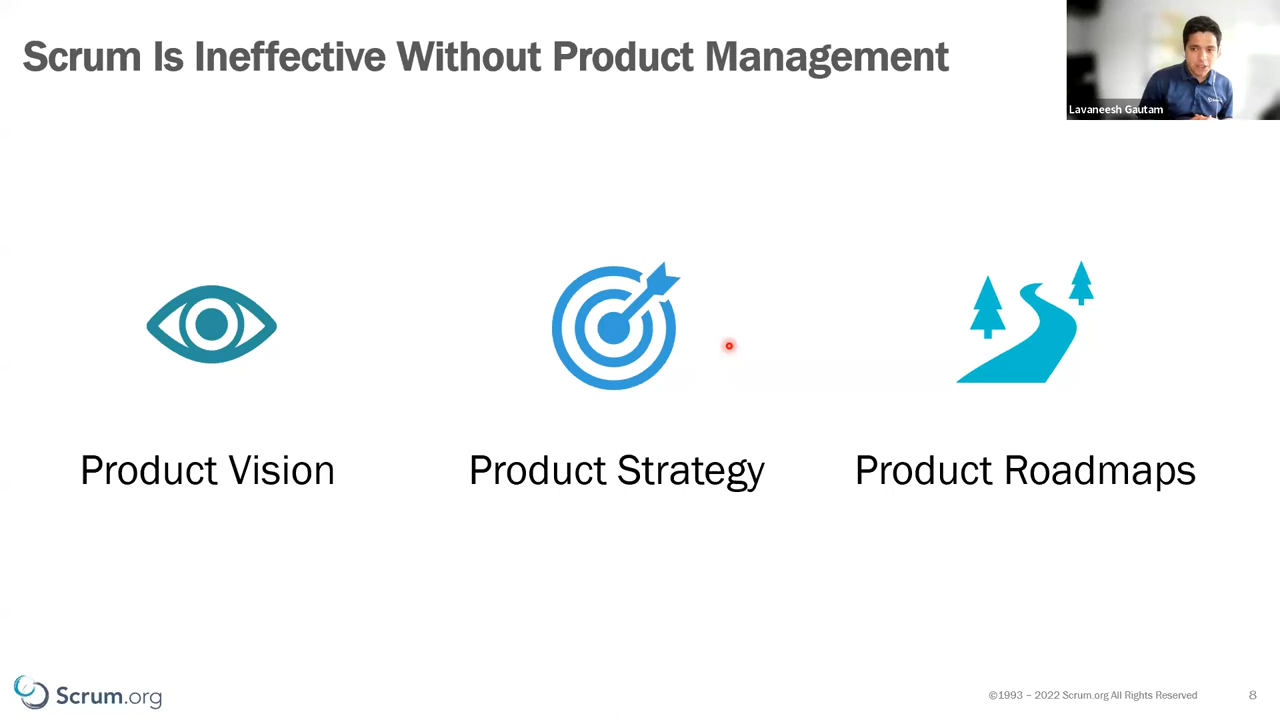 Scrum Is Ineffective Without Product Management
Lavaneesh Gautam
Product Vision
Product Strategy
Product Roadmaps
Scrum.org
©1993 – 2022 Scrum.org All Rights Reserved
8